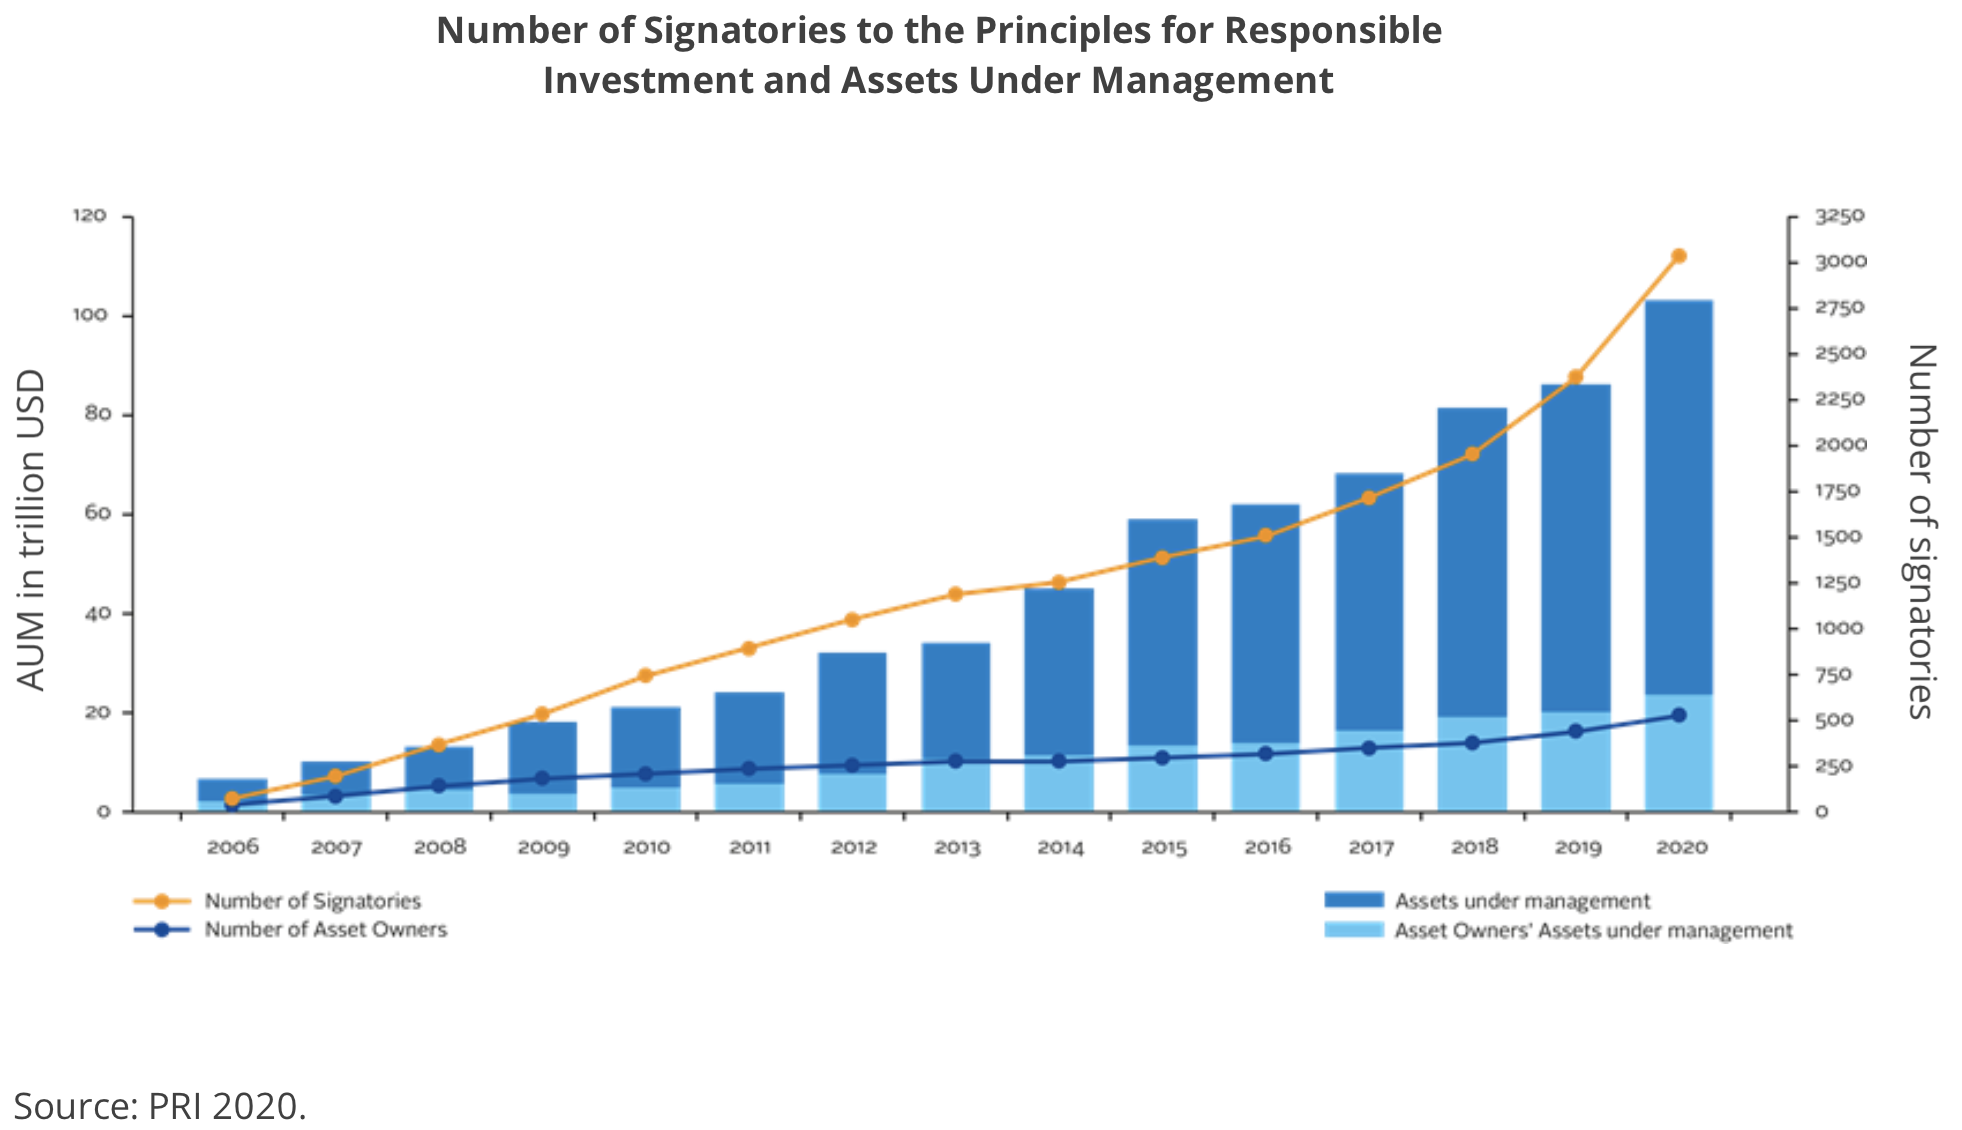 Number of Signatories to the Principles for Responsible
Investment and Assets Under Management
AUM in trillion USD
120
100
80
60
40
20
0
3250
3000
2750
2500
2250
2000
1750
1500
1250
1000
750
500
250
0
Number of signatories
2006 2007 2008 2009 2010 2011 2012 2013 2014 2015 2016 2017 2018 2019 2020
Number of Signatories
Number of Asset Owners
Assets under management
Asset Owners' Assets under management
Source: PRI 2020.